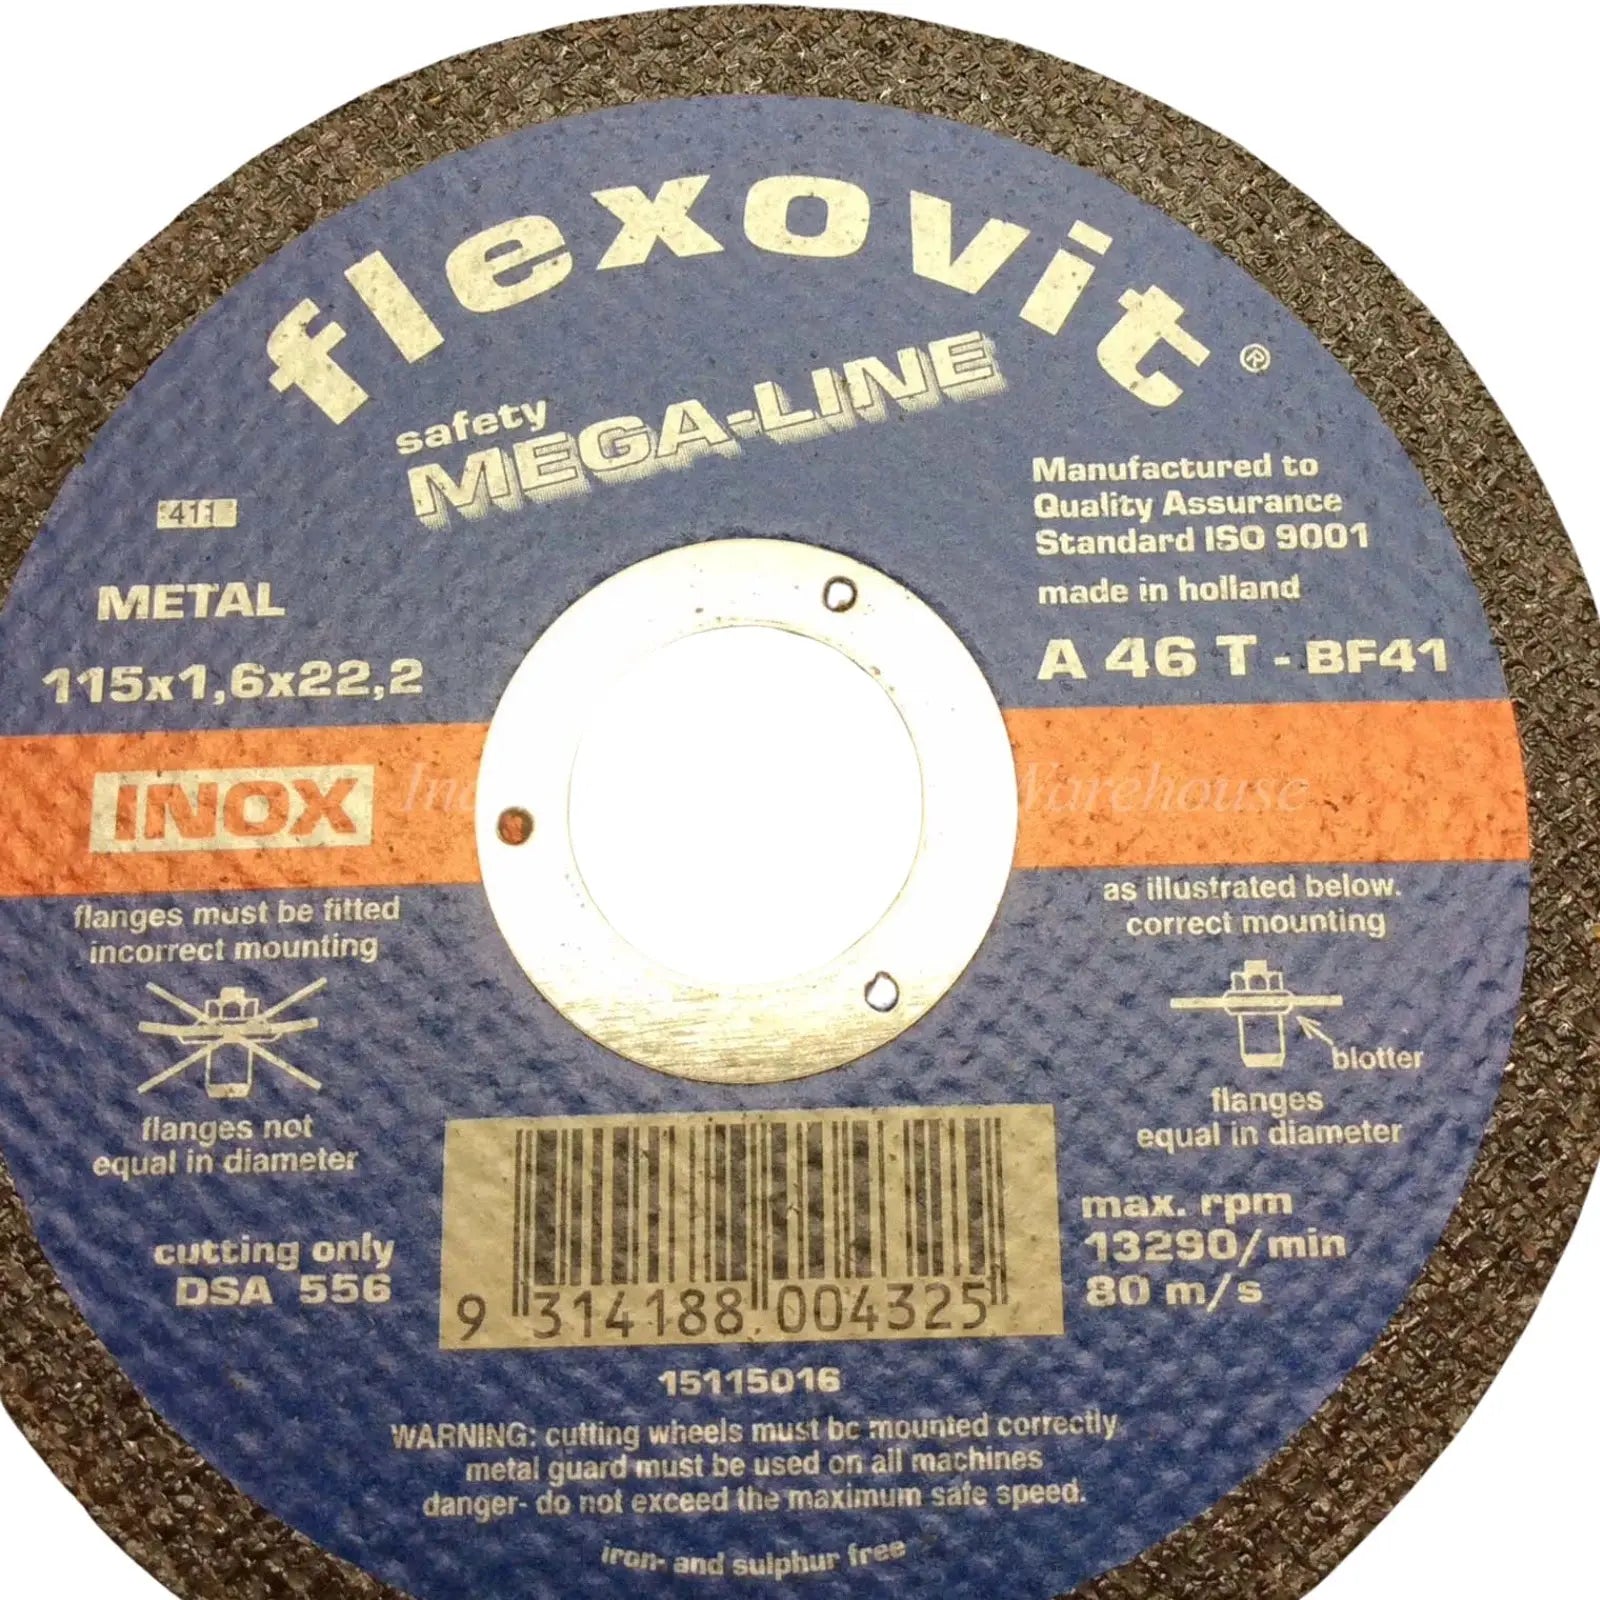 flexovit®
safety
MEGA-LINE
411
METAL
115x1,6x22,2
Manufactured to
Quality Assurance
Standard ISO 9001
made in holland
A 46 T - BF41
INOX
Warehouse
flanges must be fitted
incorrect mounting
as illustrated below.
correct mounting
blotter
flanges not
equal in diameter
flanges
equal in diameter
cutting only
DSA 556
max. rpm
13290/min
80 m/s
9 314188 004325
15115016
WARNING: cutting wheels must be mounted correctly
metal guard must be used on all machines
danger- do not exceed the maximum safe speed.
iron- and sulphur free